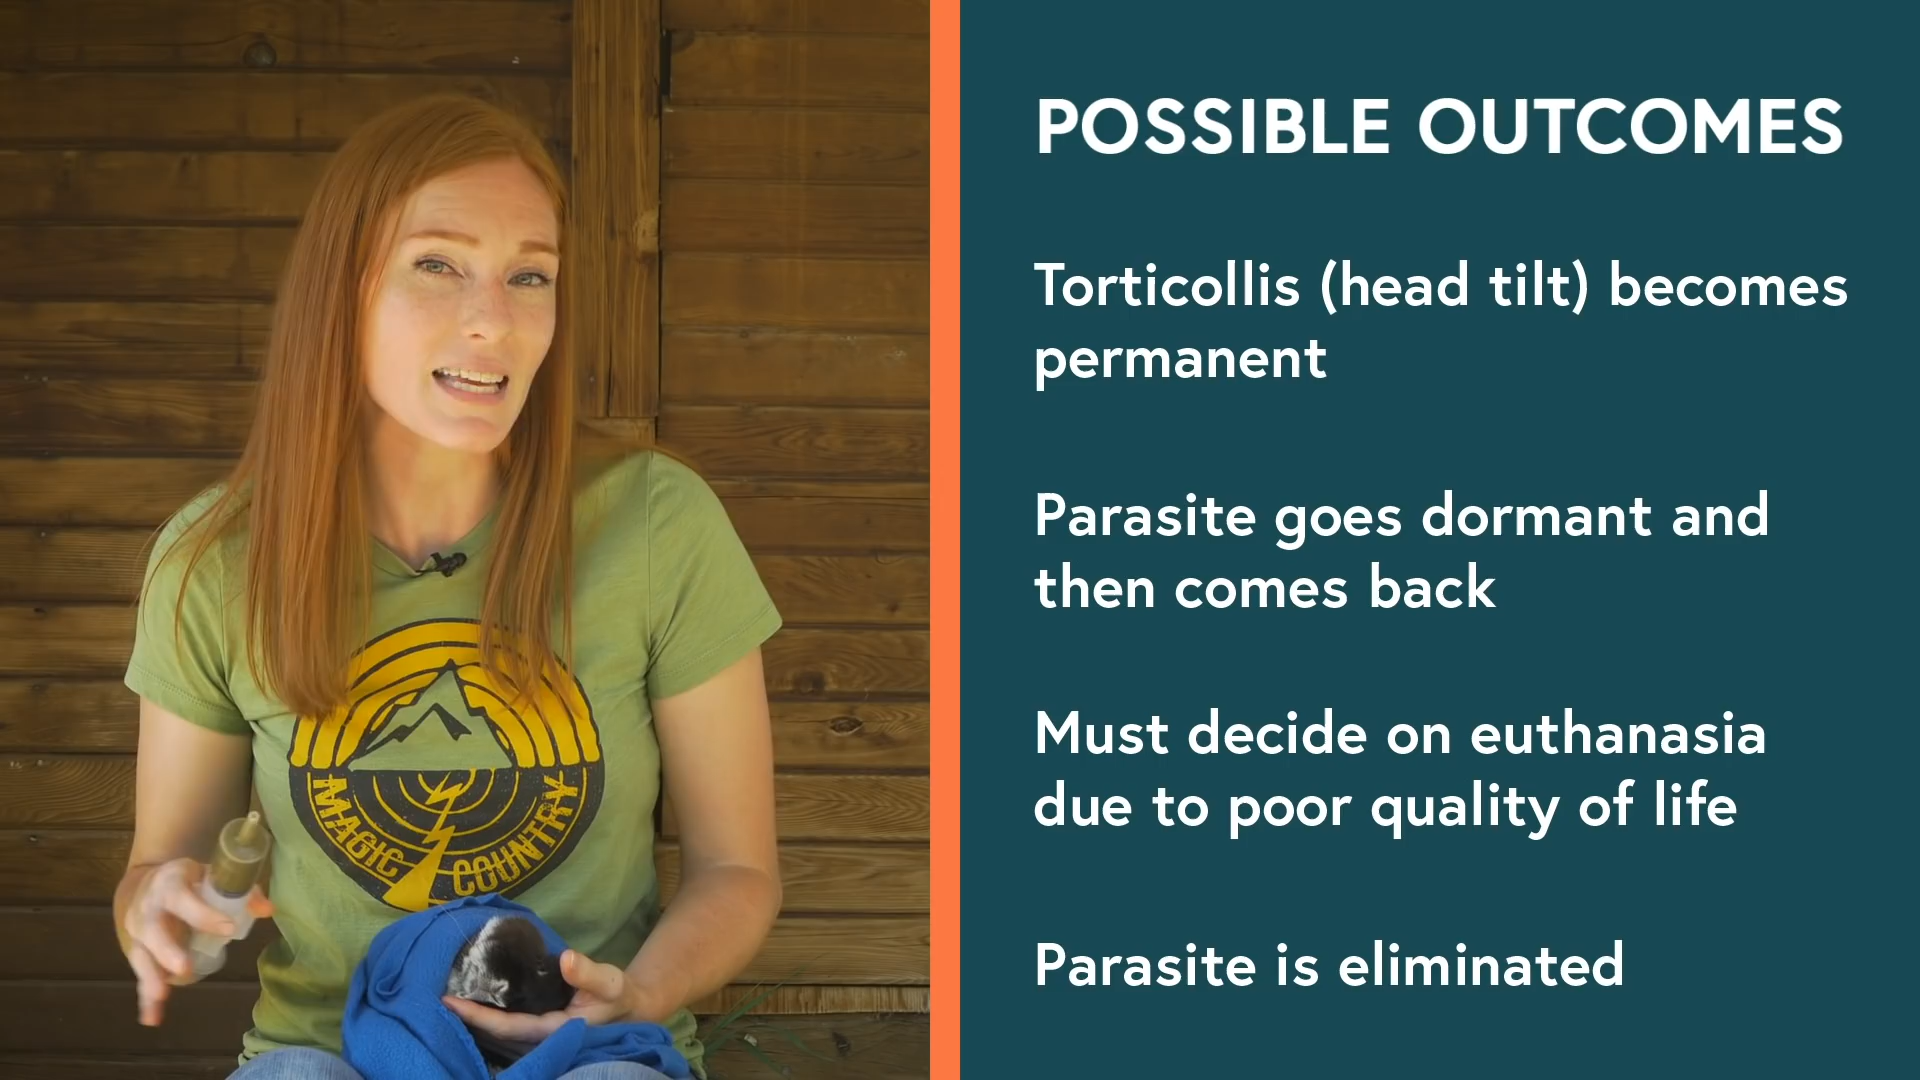 POSSIBLE OUTCOMES
Torticollis (head tilt) becomes
permanent
Parasite goes dormant and
then comes back
Must decide on euthanasia
due to poor quality of life
Parasite is eliminated
MAGIC COUNTRY